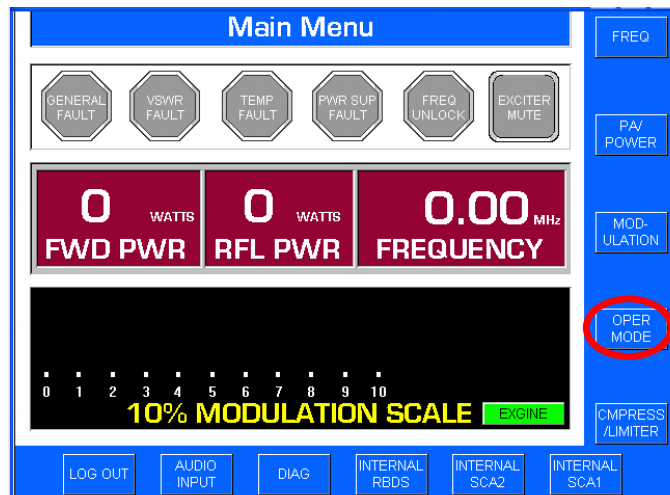 Main Menu
FREQ
GENERAL
FAULT
VSWR
FAULT
TEMP
FAULT
PWR SUP
FAULT
FREQ
UNLOCK
EXCITER
MUTE
PA/
POWER
0 WATTS
FWD PWR
0 WATTS
RFL PWR
0.00 MHz
FREQUENCY
MOD-
ULATION
OPER
MODE
0 1 2 3 4 5 6 7 8 9 10
10% MODULATION SCALE
EXGINE
CMPRESS
/LIMITER
LOG OUT
AUDIO
INPUT
DIAG
INTERNAL
RBDS
INTERNAL
SCA2
INTERNAL
SCA1